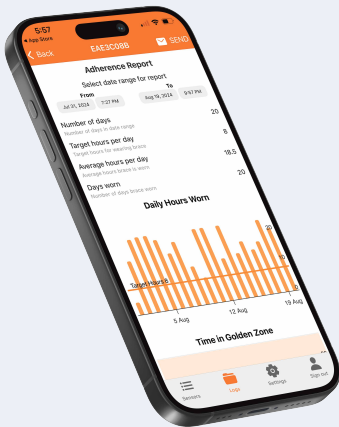 5:57
App Store
Back
EAE3C08B
SEND
Adherence Report
Select date range for report
From
To
Jul 31, 2024
7:27 PM
Aug 19, 2024
5:57 PM
Number of days
20
Number of days in date range
Target hours per day
8
Target hours for wearing brace
Average hours per day
18.5
Average hours brace is worn
Days worn
20
Number of days brace worn
Daily Hours Worn
20
Target Hours 8
10
0
5 Aug
12 Aug
19 Aug
Time in Golden Zone
Sensors
Logs
Settings
Sign out